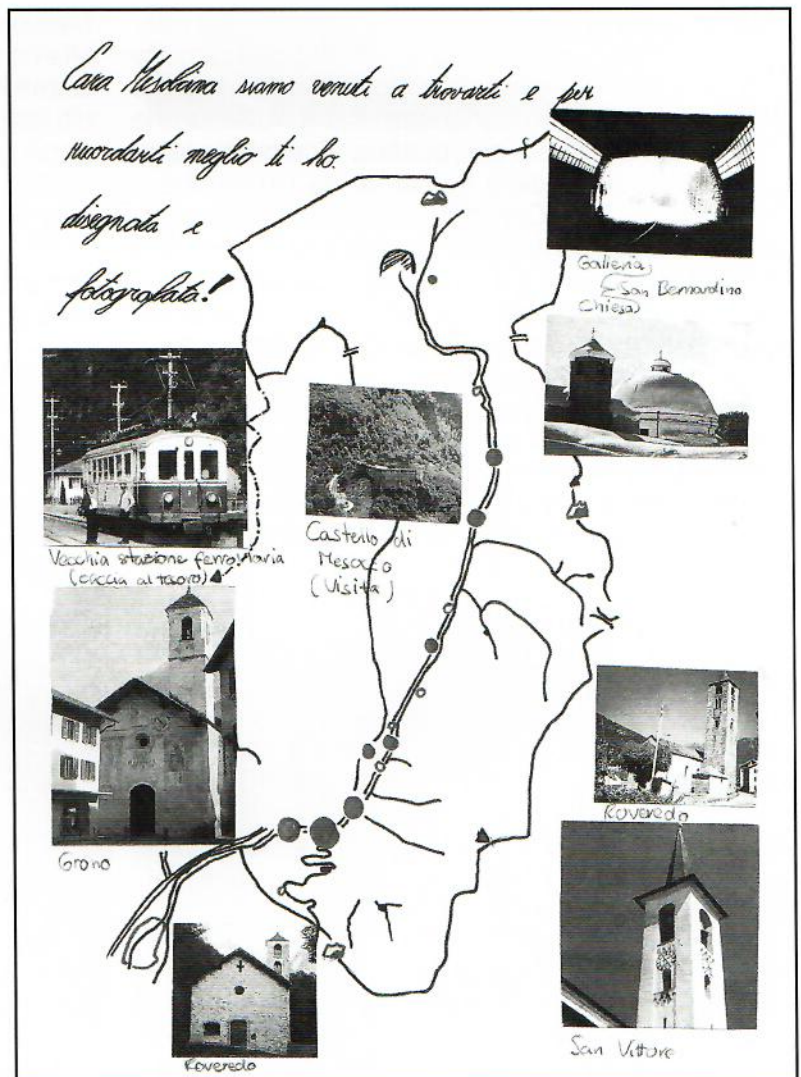 Cara Mesolcina siamo venuti a trovarti e per
ricordarti meglio ti ho
disegnata e
fotografata!
Galleria
San Bernardino
Chiesa
Vecchia stazione ferroviaria
(caccia al tesoro)
Castello di
Mesocco
(Visita)
Grono
Roveredo
San Vittore
Roveredo